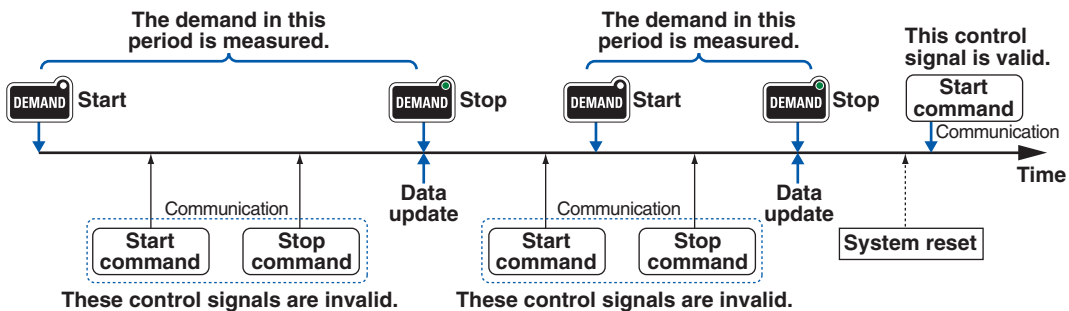 The demand in this
period is measured.
The demand in this
period is measured.
This control
signal is valid.
DEMAND Start
DEMAND Stop
DEMAND Start
DEMAND Stop
Start
command
Communication
Time
Data
update
Data
update
Communication
Start
command
Stop
command
Communication
Start
command
Stop
command
System reset
These control signals are invalid.
These control signals are invalid.